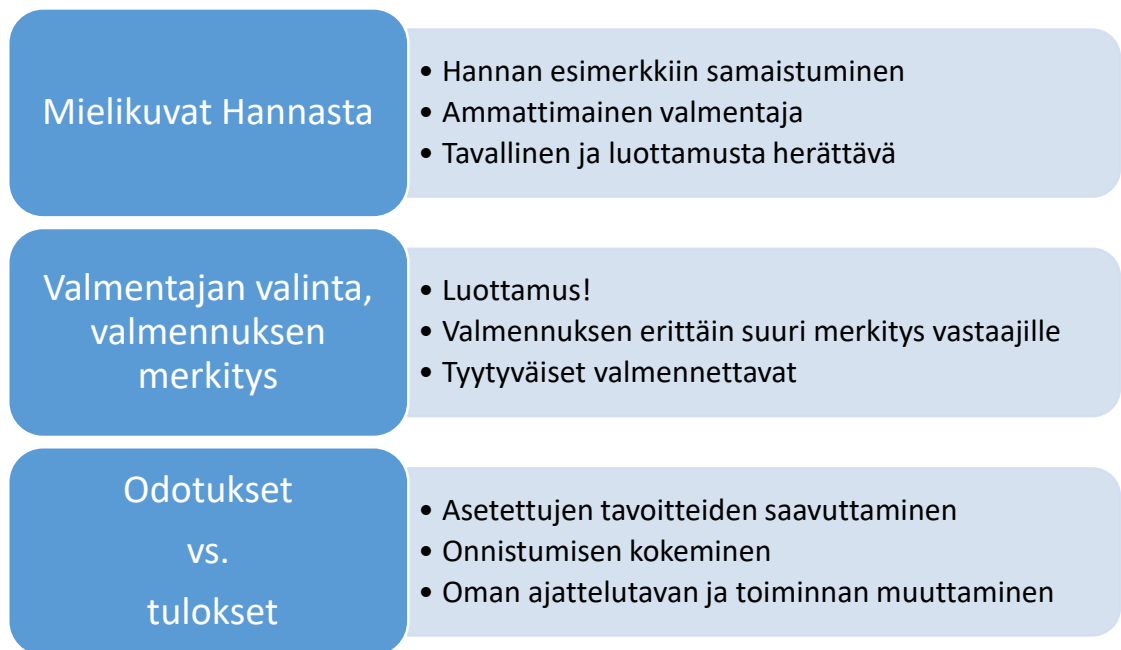 Mielikuvat Hannasta
• Hannan esimerkkiin samaistuminen
• Ammattimainen valmentaja
• Tavallinen ja luottamusta herättävä
Valmentajan valinta,
valmennuksen
merkitys
• Luottamus!
• Valmennuksen erittäin suuri merkitys vastaajille
• Tyytyväiset valmennettavat
Odotukset
vs.
tulokset
• Asetettujen tavoitteiden saavuttaminen
• Onnistumisen kokeminen
• Oman ajattelutavan ja toiminnan muuttaminen